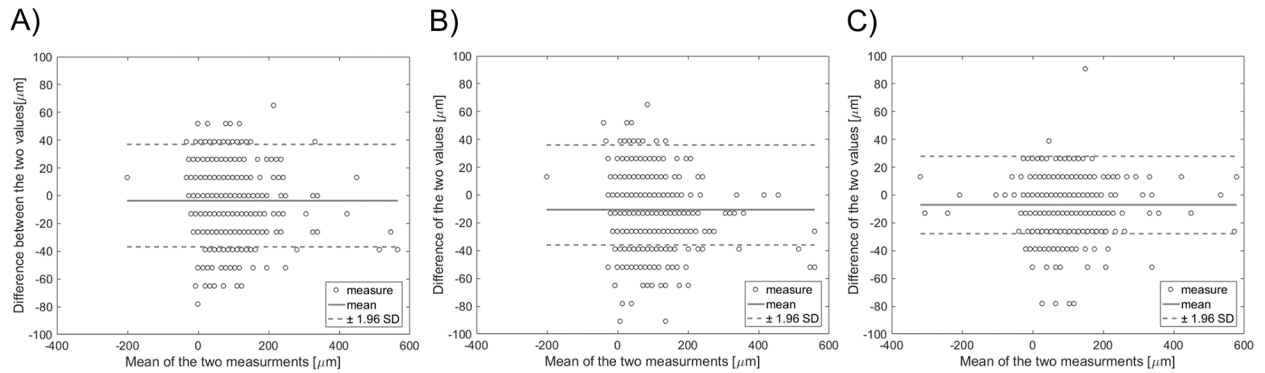 A)
B)
C)
Difference between the two values[μm]
100
80
60
40
20
0
-20
-40
-60
-80
-100
measure
mean
± 1.96 SD
-400 -200 0 200 400 600
Mean of the two measurments [μm]
Difference of the two values [μm]
100
80
60
40
20
0
-20
-40
-60
-80
-100
measure
mean
± 1.96 SD
-400 -200 0 200 400 600
Mean of the two measurments [μm]
Difference of the two values [μm]
100
80
60
40
20
0
-20
-40
-60
-80
-100
measure
mean
± 1.96 SD
-400 -200 0 200 400 600
Mean of the two measurments [μm]